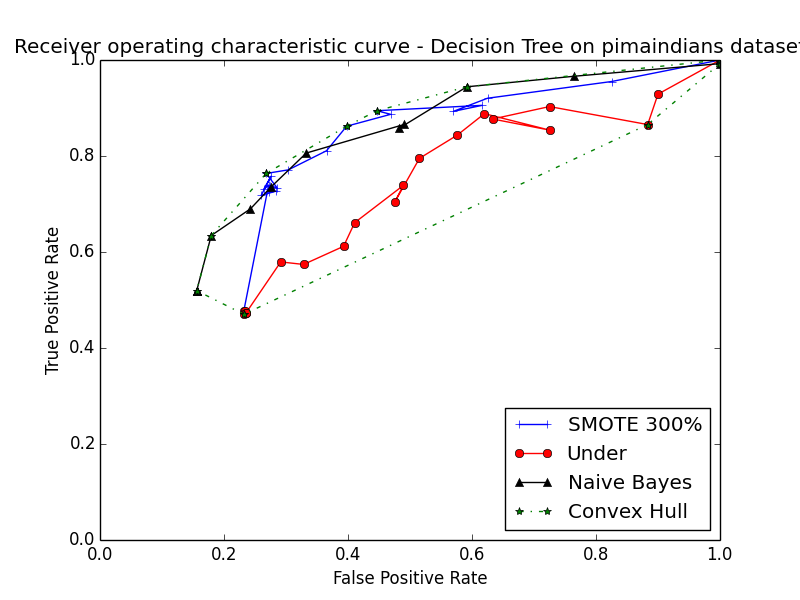 Receiver operating characteristic curve - Decision Tree on pimaindians dataset
1.0
0.8
0.6
0.4
0.2
0.0
True Positive Rate
SMOTE 300%
Under
Naive Bayes
Convex Hull
0.0 0.2 0.4 0.6 0.8 1.0
False Positive Rate